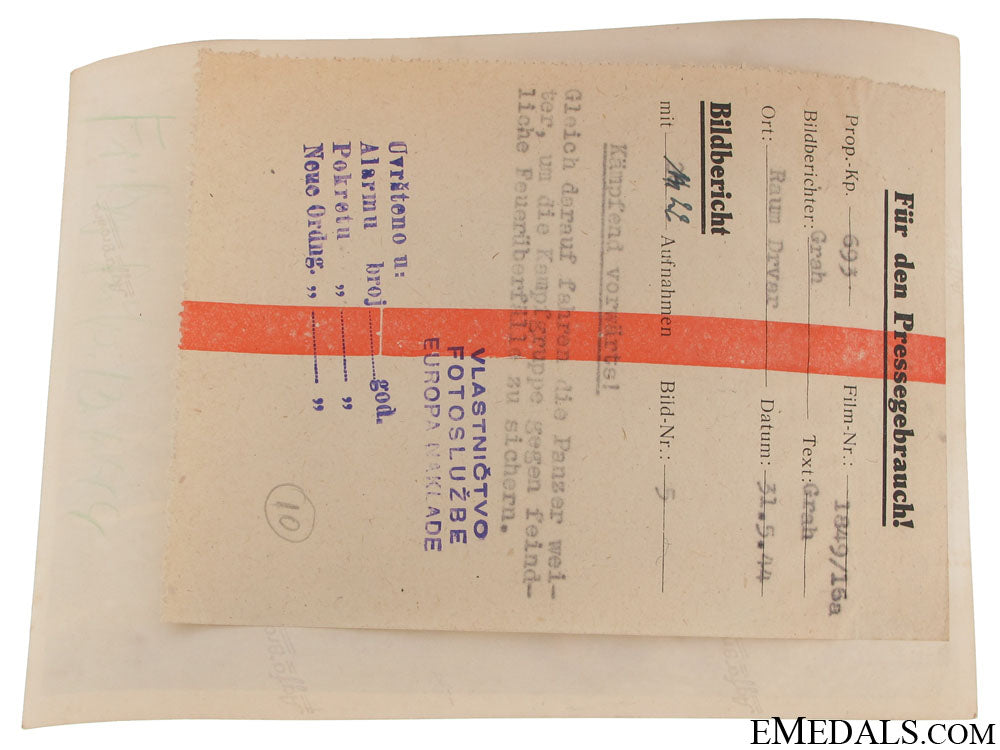 Für den Pressegebrauch!
Prop.-Kp. 693 Film-Nr.: 1849/15a
Bildberichter: Grah Text: Grah
Ort: Raum Drvar Datum: 31.5.44
Bildbericht
mit Aufnahmen Bild-Nr.: 5
Kämpfend vorwärts!
Gleich darauf fahren die Panzer wei-
ter, um die Kampfgruppe gegen feind-
liche Feuerüberfälle zu sichern.
VLASTNIČTVO
FOTOSLUŽBE
EUROPA NAKLADE
Uvršteno u:
Alarmu broj god.
Pokretu „ „
Neue Ordng. „ „
10
EMEDALS.COM